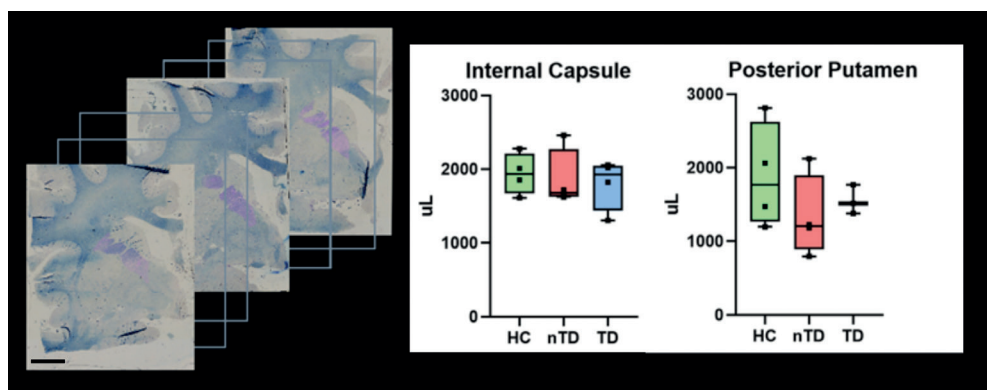 Internal Capsule
uL
3000
2000
1000
0
HC nTD TD
Posterior Putamen
uL
3000
2000
1000
0
HC nTD TD